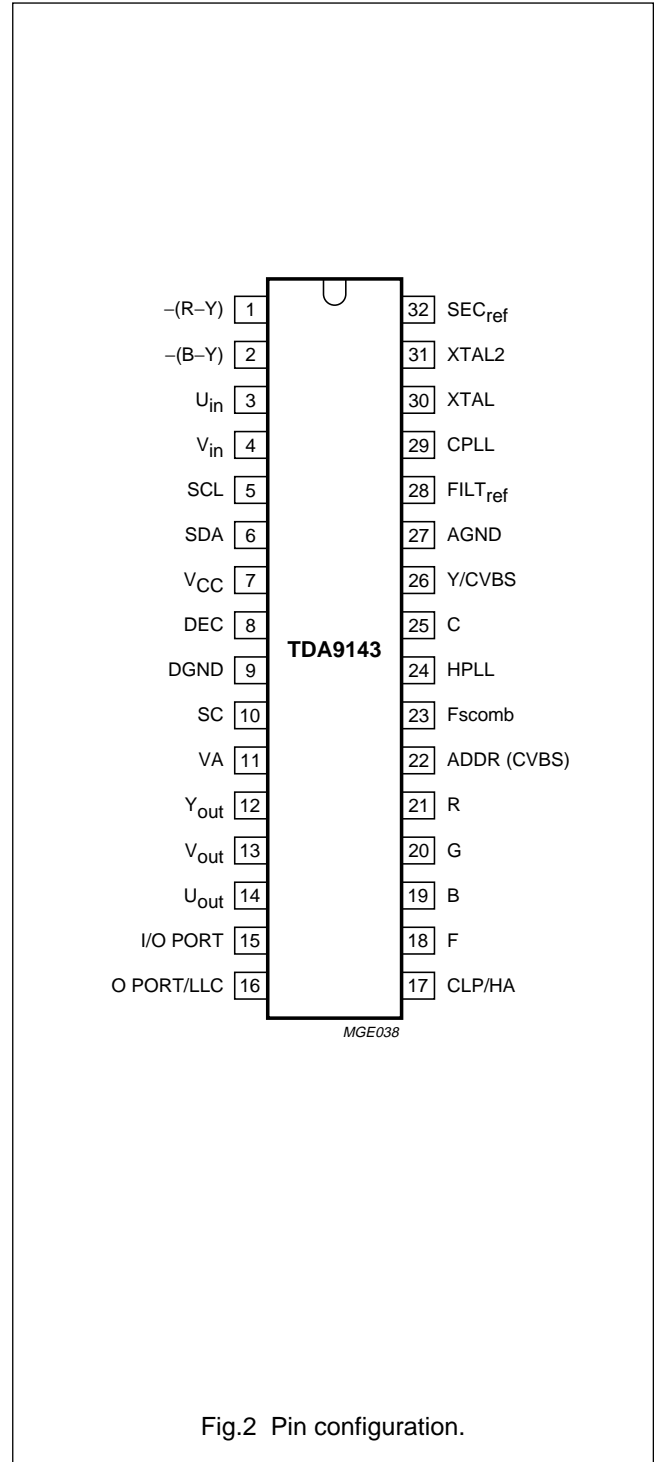 −(R−Y) 1 32 SECref
−(B−Y) 2 31 XTAL2
Uin 3 30 XTAL
Vin 4 29 CPLL
SCL 5 28 FILTref
SDA 6 27 AGND
VCC 7 26 Y/CVBS
DEC 8 25 C
TDA9143
DGND 9 24 HPLL
SC 10 23 Fscomb
VA 11 22 ADDR (CVBS)
Yout 12 21 R
Vout 13 20 G
Uout 14 19 B
I/O PORT 15 18 F
O PORT/LLC 16 17 CLP/HA
MGE038
Fig.2 Pin configuration.